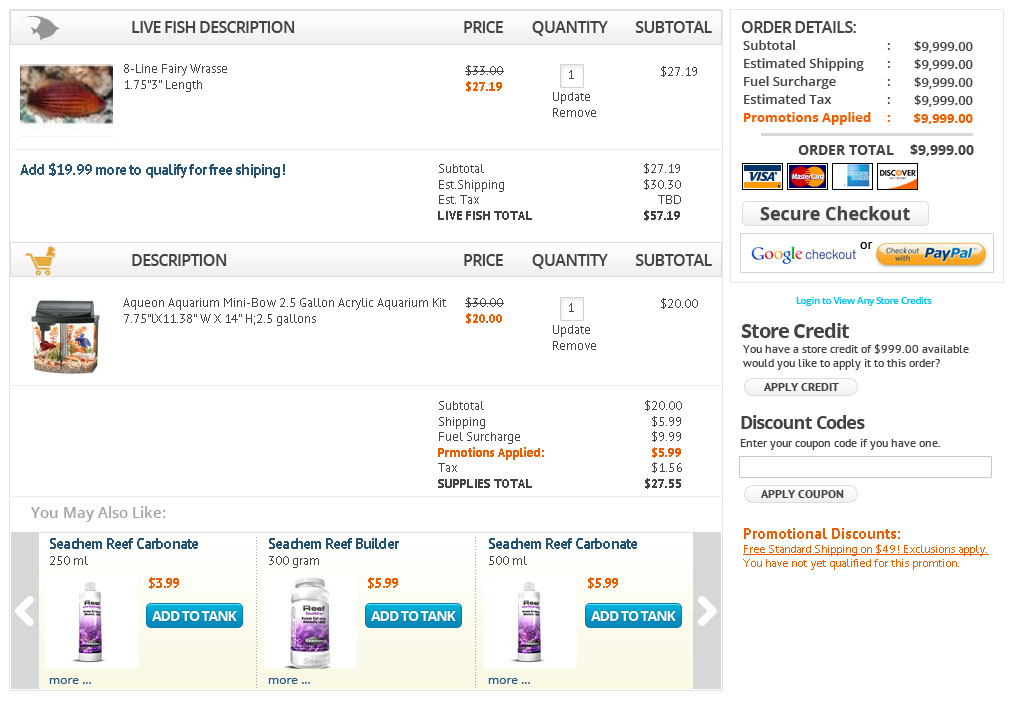 LIVE FISH DESCRIPTION PRICE QUANTITY SUBTOTAL
8-Line Fairy Wrasse $33.00 1 $27.19
1.75"3" Length $27.19
Update
Remove
Add $19.99 more to qualify for free shiping!
Subtotal $27.19
Est.Shipping $30.30
Est. Tax TBD
LIVE FISH TOTAL $57.19
DESCRIPTION PRICE QUANTITY SUBTOTAL
Aqueon Aquarium Mini-Bow 2.5 Gallon Acrylic Aquarium Kit $30.00 1 $20.00
7.75"lX11.38" W X 14" H;2.5 gallons $20.00
Update
Remove
Subtotal $20.00
Shipping $5.99
Fuel Surcharge $9.99
Prmotions Applied: $5.99
Tax $1.56
SUPPLIES TOTAL $27.55
You May Also Like:
Seachem Reef Carbonate
250 ml
$3.99
Reef
ADD TO TANK
more ...
Seachem Reef Builder
300 gram
$5.99
Reef
ADD TO TANK
more ...
Seachem Reef Carbonate
500 ml
$5.99
Reef
ADD TO TANK
more ...
ORDER DETAILS:
Subtotal : $9,999.00
Estimated Shipping : $9,999.00
Fuel Surcharge : $9,999.00
Estimated Tax : $9,999.00
Promotions Applied : $9,999.00
ORDER TOTAL $9,999.00
VISA MasterCard DISCOVER
Secure Checkout
Google checkout or Checkout with PayPal
Login to View Any Store Credits
Store Credit
You have a store credit of $999.00 available
would you like to apply it to this order?
APPLY CREDIT
Discount Codes
Enter your coupon code if you have one.
APPLY COUPON
Promotional Discounts:
Free Standard Shipping on $49! Exclusions apply.
You have not yet qualified for this promtion.